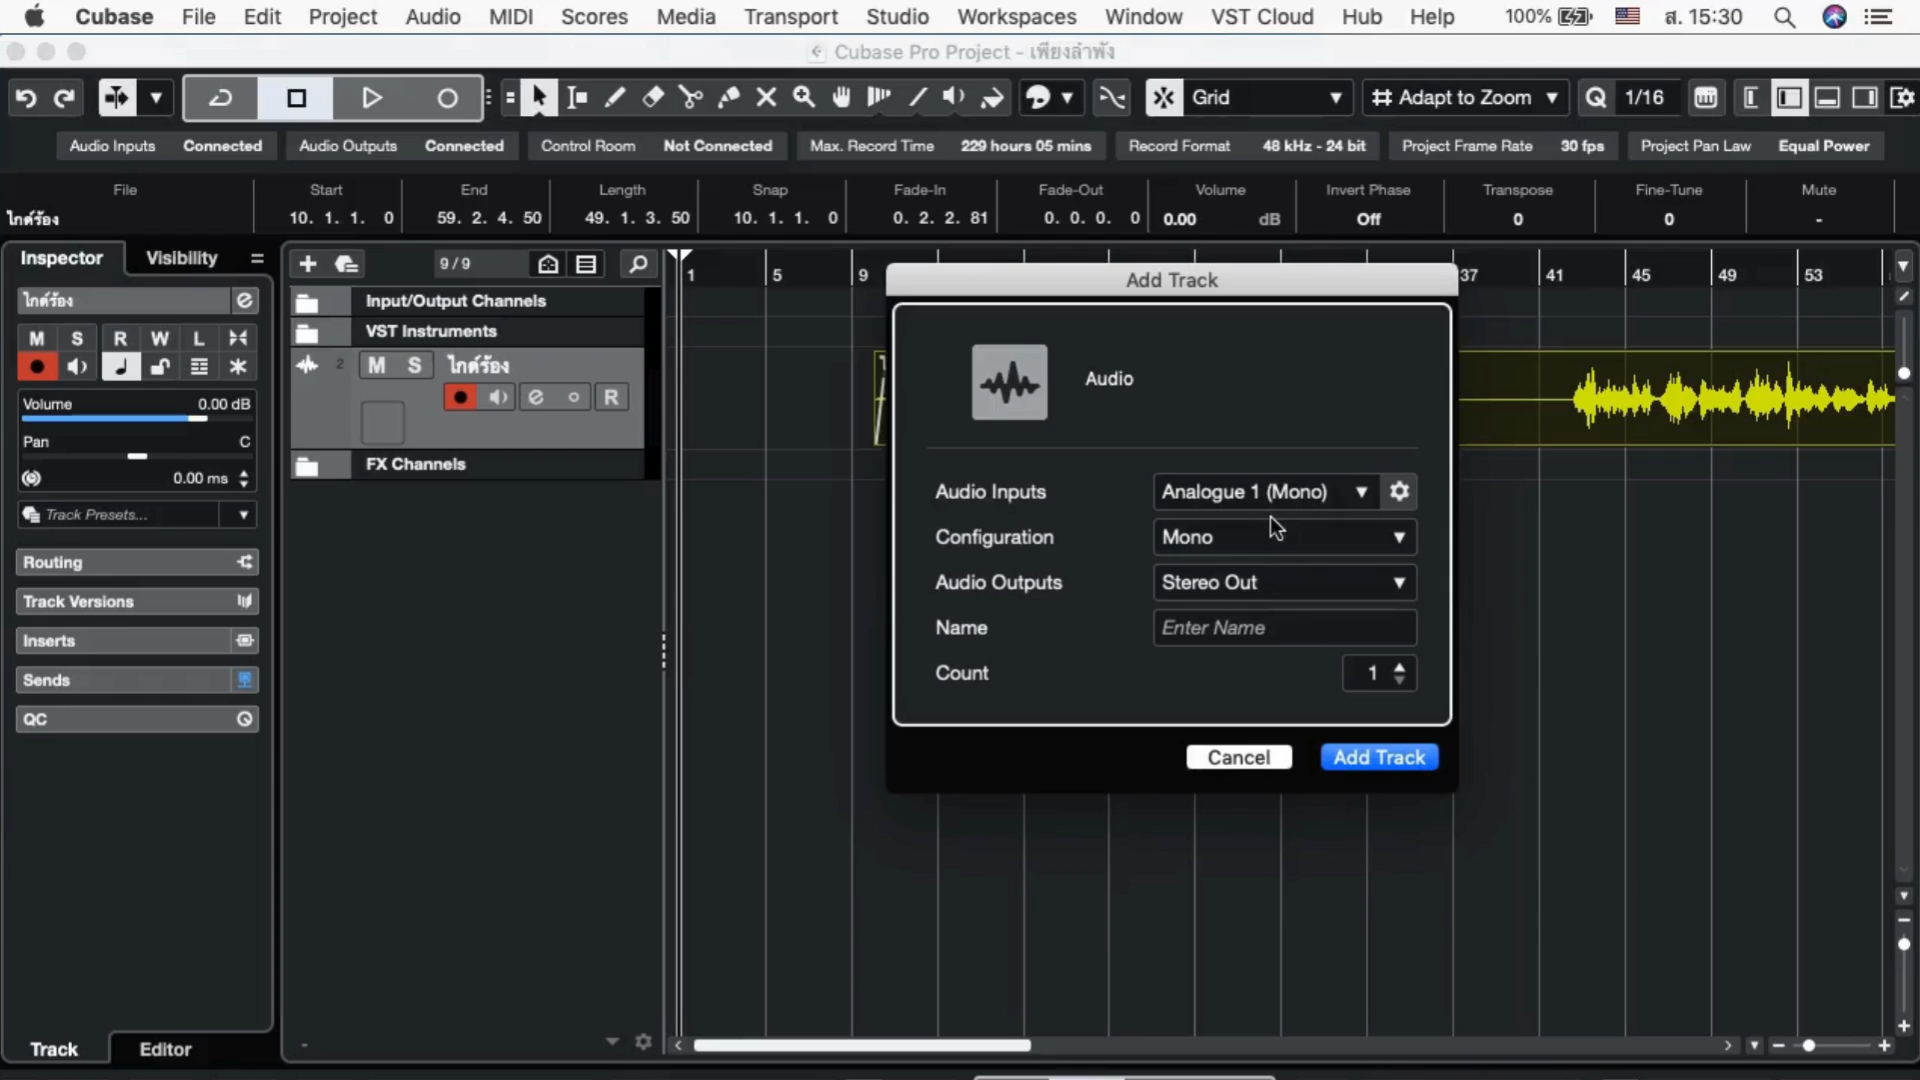 Cubase File Edit Project Audio MIDI Scores Media Transport Studio Workspaces Window VST Cloud Hub Help 100% ส. 15:30
Cubase Pro Project - เพียงลำพัง
Grid Adapt to Zoom Q 1/16
Audio Inputs Connected Audio Outputs Connected Control Room Not Connected Max. Record Time 229 hours 05 mins Record Format 48 kHz - 24 bit Project Frame Rate 30 fps Project Pan Law Equal Power
File Start End Length Snap Fade-In Fade-Out Volume Invert Phase Transpose Fine-Tune Mute
ไกด์ร้อง 10. 1. 1. 0 59. 2. 4. 50 49. 1. 3. 50 10. 1. 1. 0 0. 2. 2. 81 0. 0. 0. 0 0.00 dB Off 0 0 -
Inspector Visibility
9/9
1 5 9 37 41 45 49 53
ไกด์ร้อง
M S R W L
Volume 0.00 dB
Pan C
0.00 ms
Track Presets...
Routing
Track Versions
Inserts
Sends
QC
Input/Output Channels
VST Instruments
2 M S ไกด์ร้อง
R
FX Channels
Add Track
Audio
Audio Inputs Analogue 1 (Mono)
Configuration Mono
Audio Outputs Stereo Out
Name Enter Name
Count 1
Cancel Add Track
Track Editor